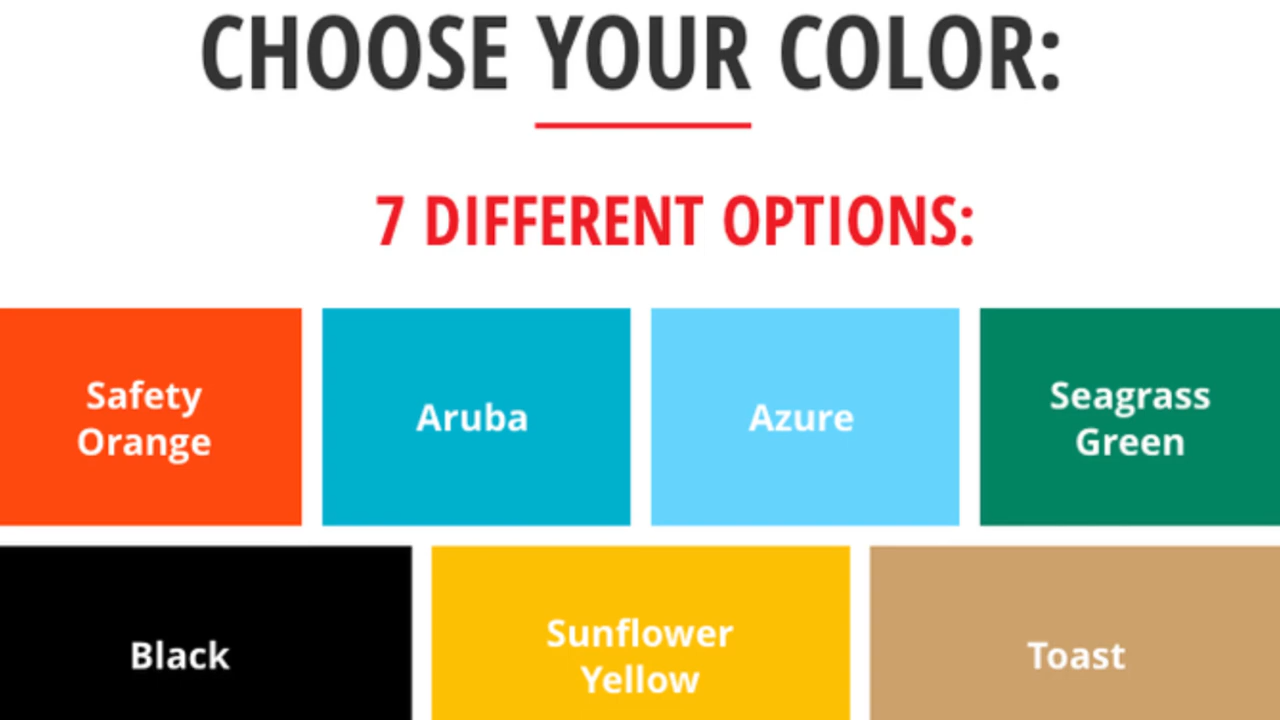 CHOOSE YOUR COLOR:
7 DIFFERENT OPTIONS:
Safety
Orange
Aruba
Azure
Seagrass
Green
Black
Sunflower
Yellow
Toast